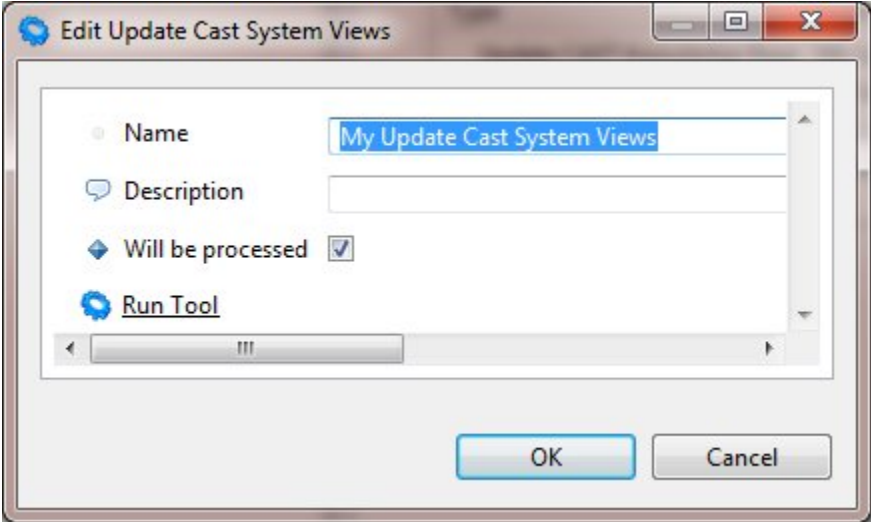 Edit Update Cast System Views
Name
My Update Cast System Views
Description
Will be processed
Run Tool
OK
Cancel